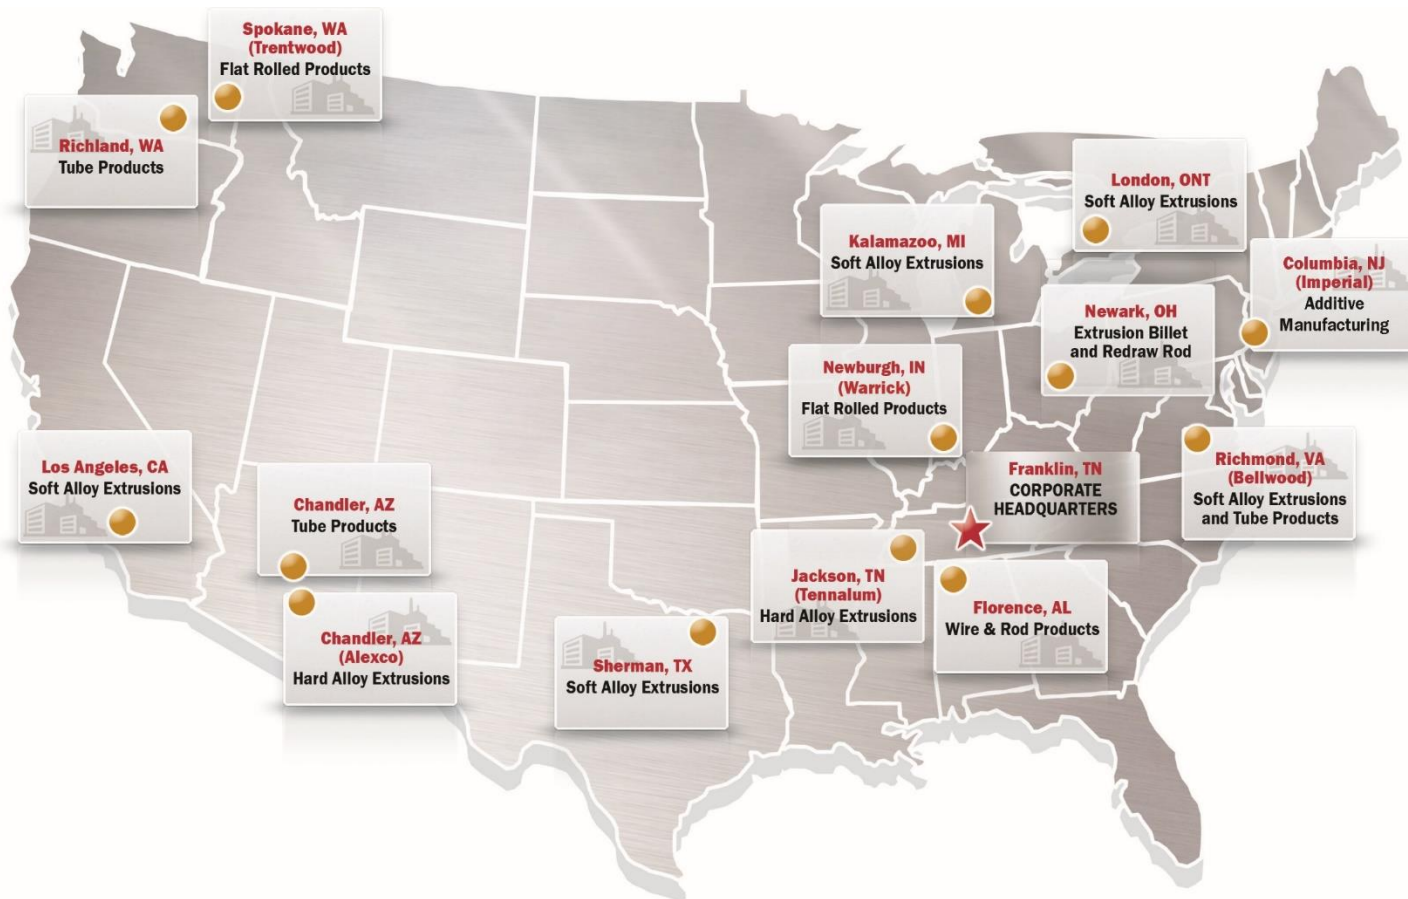 Spokane, WA
(Trentwood)
Flat Rolled Products
Richland, WA
Tube Products
London, ONT
Soft Alloy Extrusions
Kalamazoo, MI
Soft Alloy Extrusions
Columbia, NJ
(Imperial)
Additive
Manufacturing
Newark, OH
Extrusion Billet
and Redraw Rod
Newburgh, IN
(Warrick)
Flat Rolled Products
Los Angeles, CA
Soft Alloy Extrusions
Chandler, AZ
Tube Products
Franklin, TN
CORPORATE
HEADQUARTERS
Richmond, VA
(Bellwood)
Soft Alloy Extrusions
and Tube Products
Jackson, TN
(Tennalum)
Hard Alloy Extrusions
Florence, AL
Wire & Rod Products
Chandler, AZ
(Alexco)
Hard Alloy Extrusions
Sherman, TX
Soft Alloy Extrusions